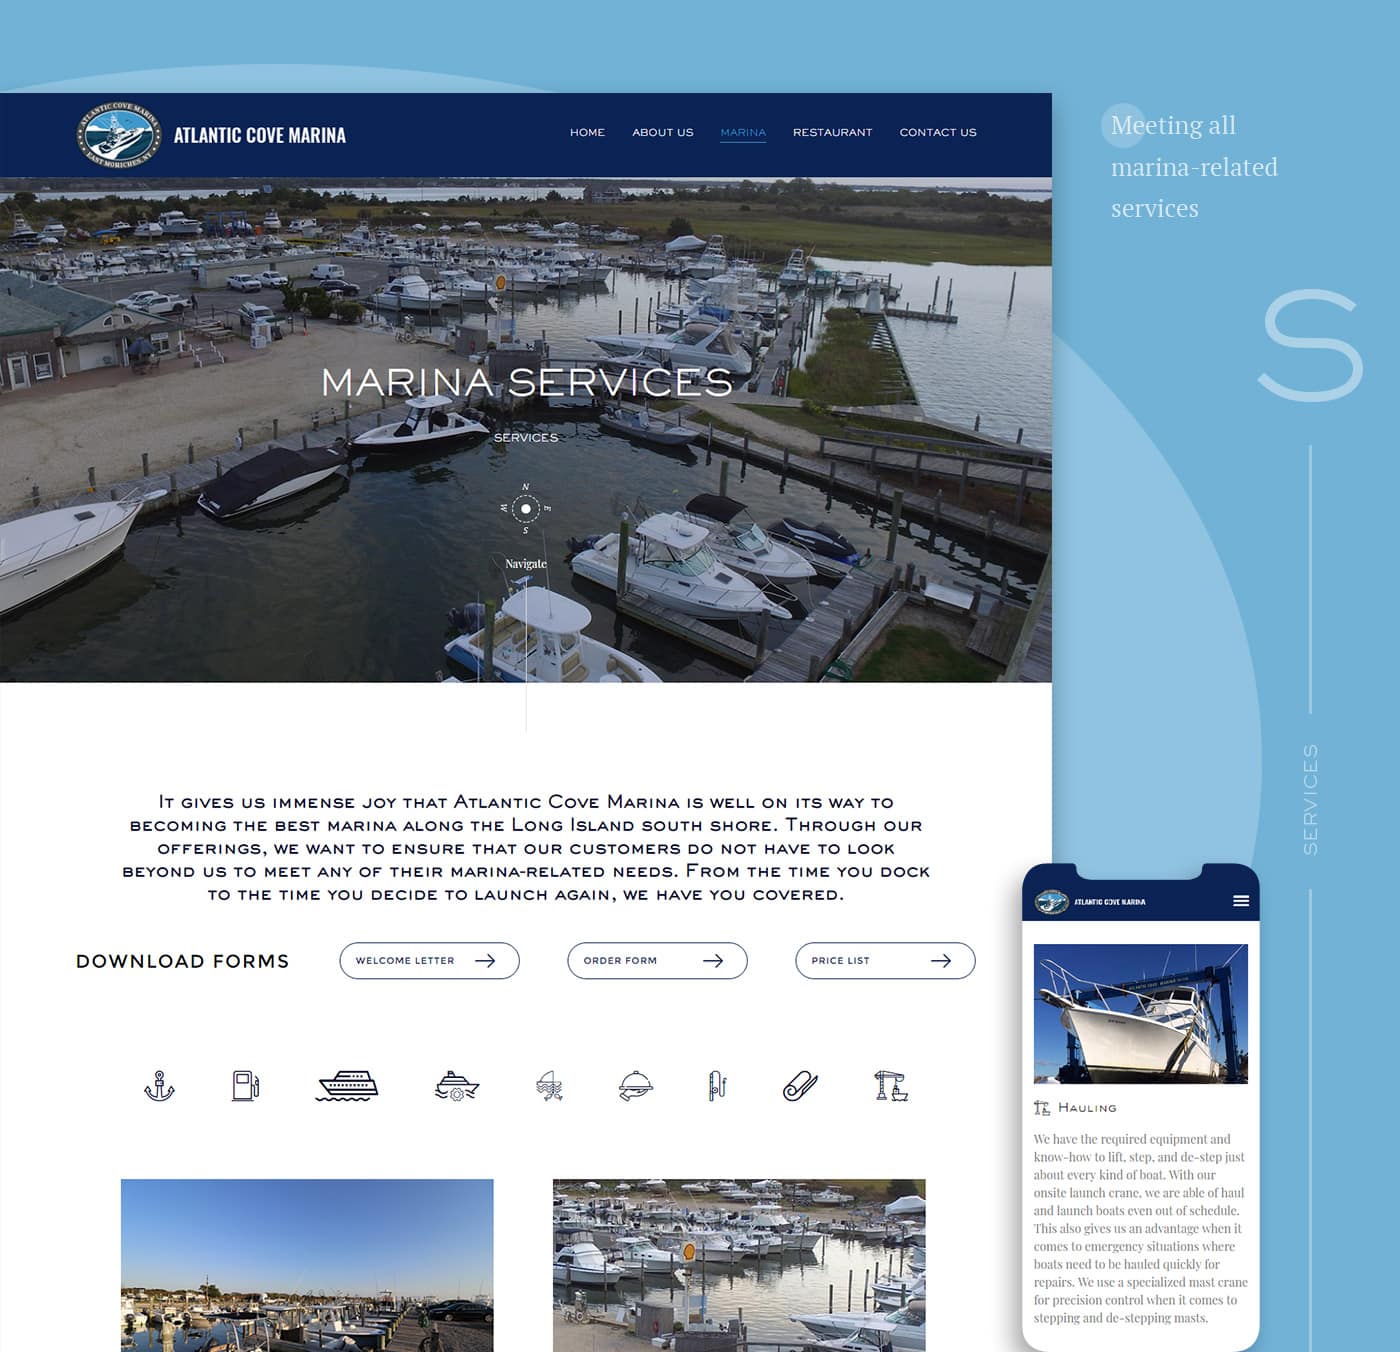 ATLANTIC COVE MARINA
EAST MORICHES, NY
ATLANTIC COVE MARINA
HOME
ABOUT US
MARINA
RESTAURANT
CONTACT US
Meeting all
marina-related
services
S
MARINA SERVICES
SERVICES
N
W
E
S
Navigate
SERVICES
It gives us immense joy that Atlantic Cove Marina is well on its way to
becoming the best marina along the Long Island south shore. Through our
offerings, we want to ensure that our customers do not have to look
beyond us to meet any of their marina-related needs. From the time you dock
to the time you decide to launch again, we have you covered.
DOWNLOAD FORMS
WELCOME LETTER
ORDER FORM
PRICE LIST
ATLANTIC COVE MARINA
ATLANTIC COVE MARINA
Hauling
We have the required equipment and
know-how to lift, step, and de-step just
about every kind of boat. With our
onsite launch crane, we are able of haul
and launch boats even out of schedule.
This also gives us an advantage when it
comes to emergency situations where
boats need to be hauled quickly for
repairs. We use a specialized mast crane
for precision control when it comes to
stepping and de-stepping masts.